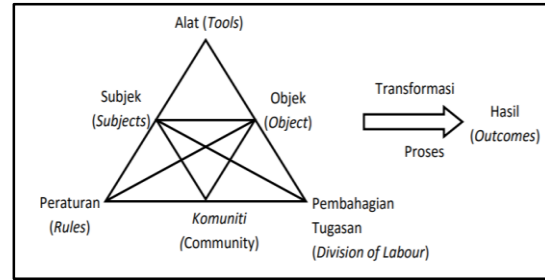 Alat (Tools)
Subjek
(Subjects)
Objek
(Object)
Transformasi
Proses
Hasil
(Outcomes)
Peraturan
(Rules)
Komuniti
(Community)
Pembahagian
Tugasan
(Division of Labour)